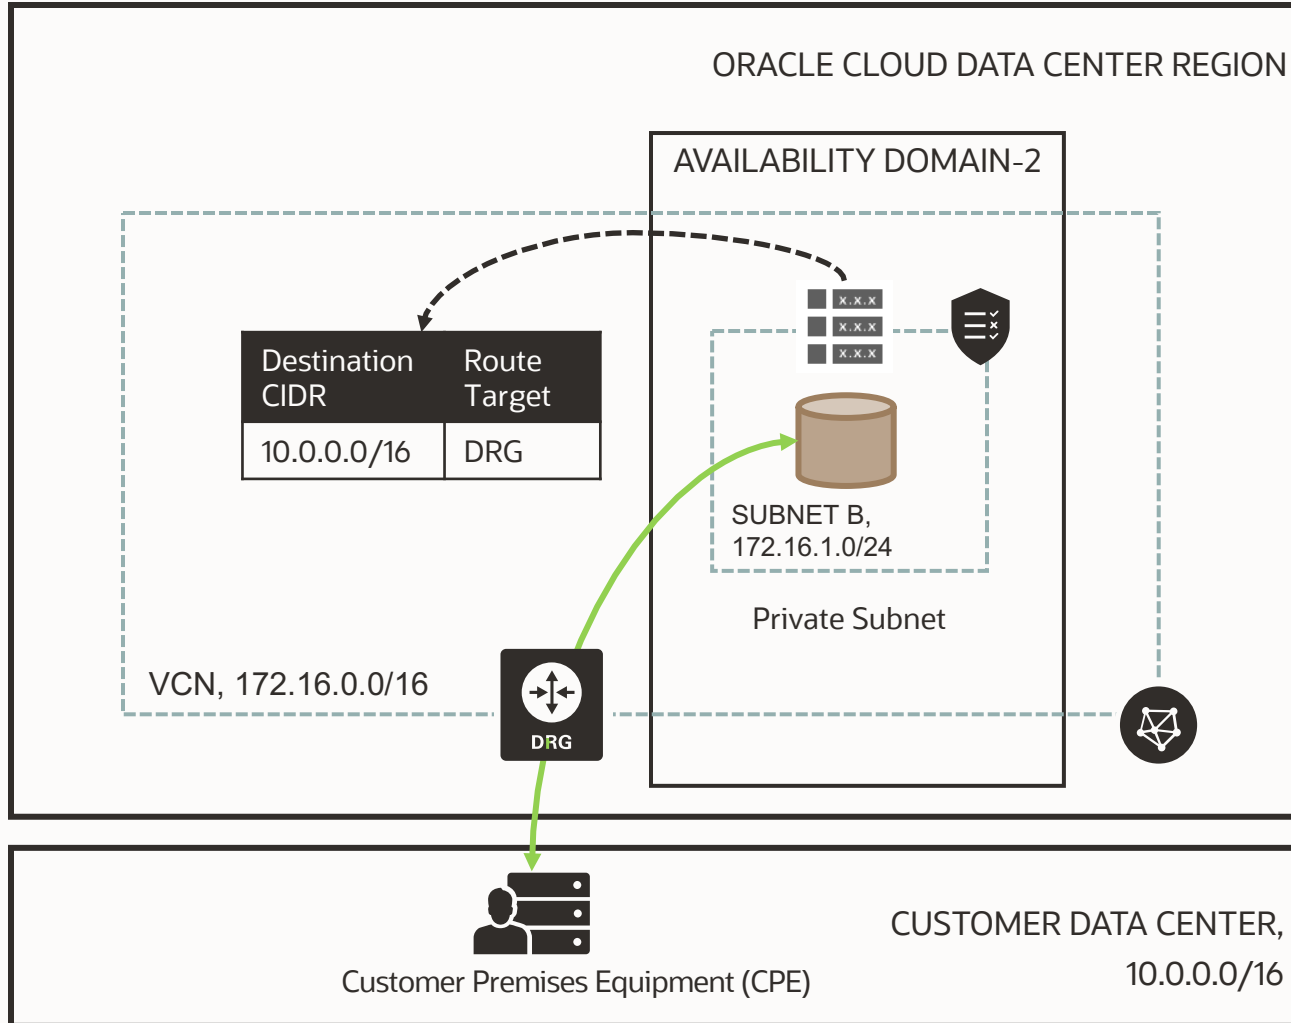 ORACLE CLOUD DATA CENTER REGION
AVAILABILITY DOMAIN-2
x.x.x
x.x.x
x.x.x
Destination CIDR
Route Target
10.0.0.0/16
DRG
SUBNET B,
172.16.1.0/24
Private Subnet
VCN, 172.16.0.0/16
DRG
CUSTOMER DATA CENTER,
10.0.0.0/16
Customer Premises Equipment (CPE)